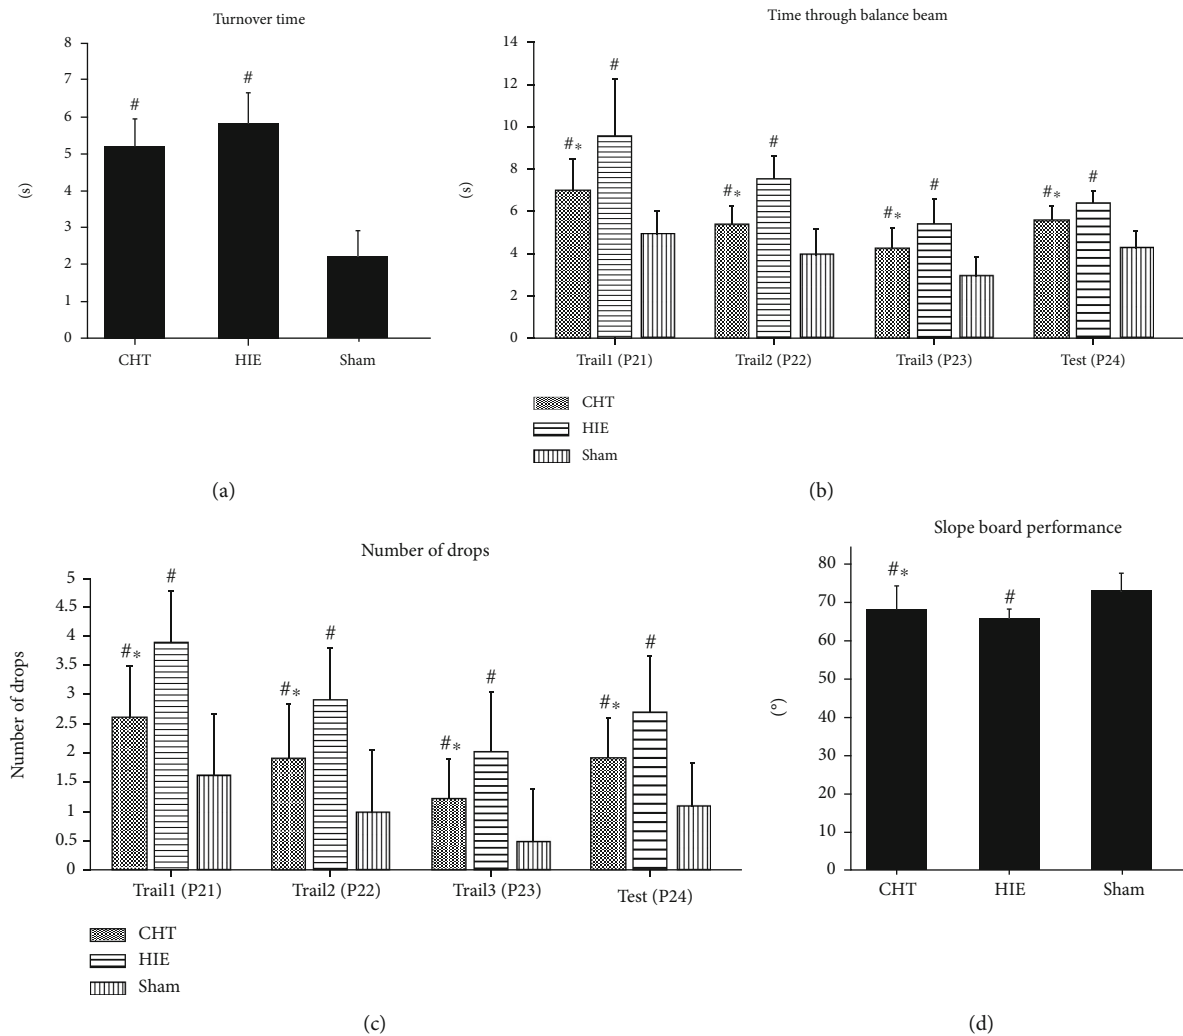 Turnover time
8
7
6
5
4
3
2
1
0
(s)
#
#
CHT
HIE
Sham
(a)
Time through balance beam
14
12
10
8
6
4
2
0
(s)
#*
#
#*
#
#*
#
#*
#
Trail1 (P21)
Trail2 (P22)
Trail3 (P23)
Test (P24)
CHT
HIE
Sham
(b)
Number of drops
5
4.5
4
3.5
3
2.5
2
1.5
1
0.5
0
Number of drops
#*
#
#*
#
#*
#
#*
#
Trail1 (P21)
Trail2 (P22)
Trail3 (P23)
Test (P24)
CHT
HIE
Sham
(c)
Slope board performance
80
70
60
50
40
30
20
10
0
(°)
#*
#
CHT
HIE
Sham
(d)